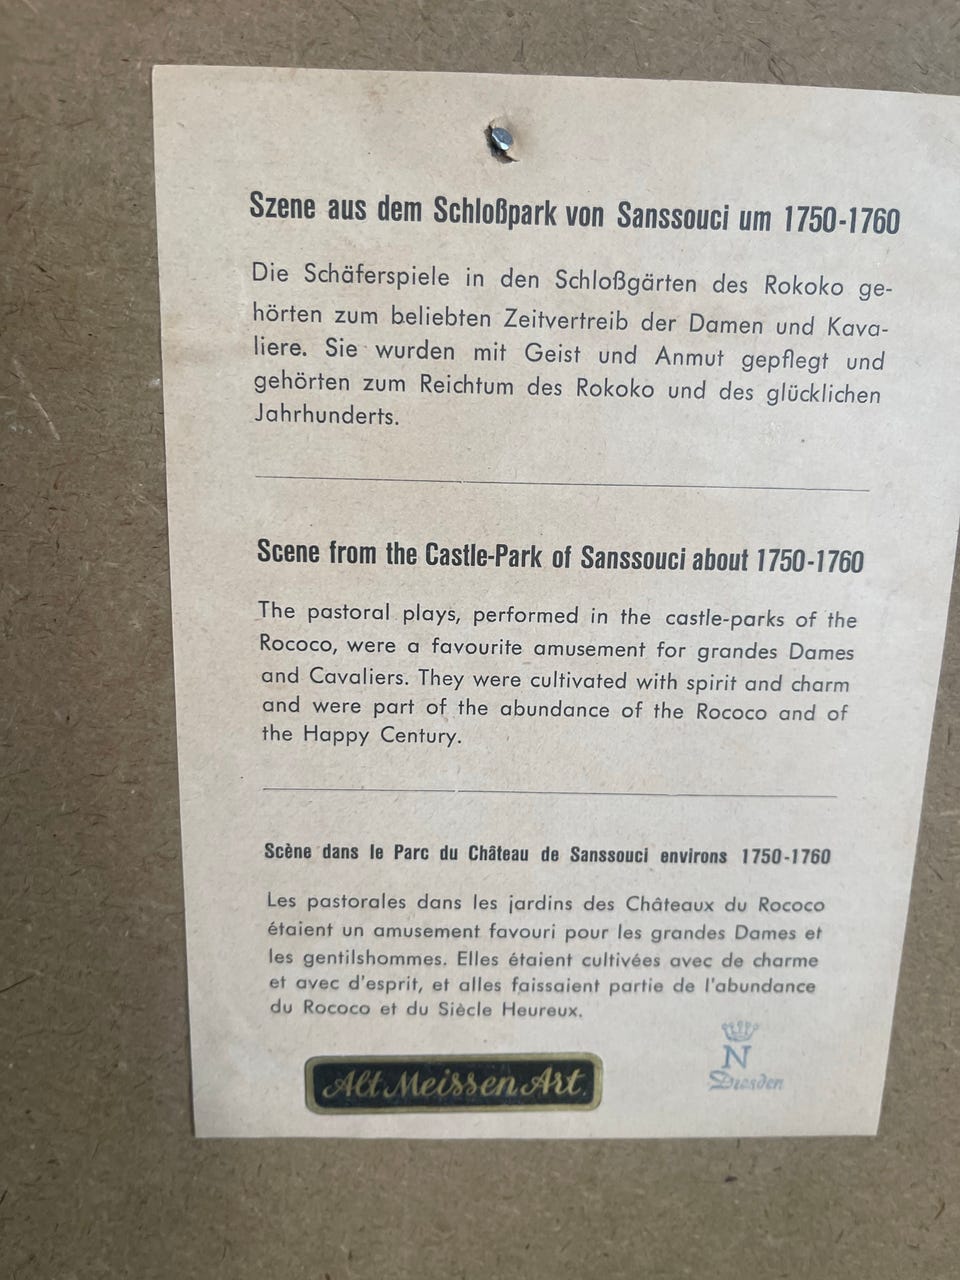 Szene aus dem Schloßpark von Sanssouci um 1750-1760
Die Schäferspiele in den Schloßgärten des Rokoko ge-
hörten zum beliebten Zeitvertreib der Damen und Kava-
liere. Sie wurden mit Geist und Anmut gepflegt und
gehörten zum Reichtum des Rokoko und des glücklichen
Jahrhunderts.
Scene from the Castle-Park of Sanssouci about 1750-1760
The pastoral plays, performed in the castle-parks of the
Rococo, were a favourite amusement for grandes Dames
and Cavaliers. They were cultivated with spirit and charm
and were part of the abundance of the Rococo and of
the Happy Century.
Scène dans le Parc du Château de Sanssouci environs 1750-1760
Les pastorales dans les jardins des Châteaux du Rococo
étaient un amusement favouri pour les grandes Dames et
les gentilshommes. Elles étaient cultivées avec de charme
et avec d'esprit, et alles faissaient partie de l'abundance
du Rococo et du Siècle Heureux.
N
Dresden
Alt Meissen Art.